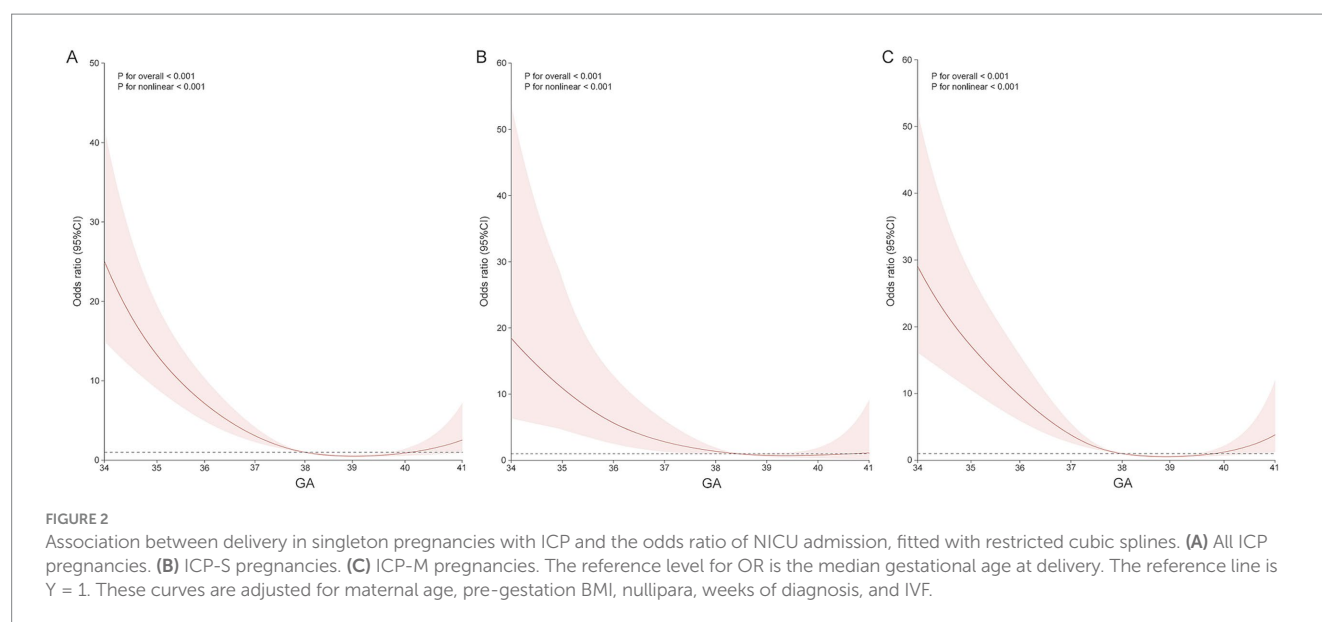 A
P for overall < 0.001
P for nonlinear < 0.001
Odds ratio (95%CI)
50
40
30
20
10
0
34 35 36 37 38 39 40 41
GA
B
P for overall < 0.001
P for nonlinear < 0.001
Odds ratio (95%CI)
60
50
40
30
20
10
0
34 35 36 37 38 39 40 41
GA
C
P for overall < 0.001
P for nonlinear < 0.001
Odds ratio (95%CI)
60
50
40
30
20
10
0
34 35 36 37 38 39 40 41
GA
FIGURE 2
Association between delivery in singleton pregnancies with ICP and the odds ratio of NICU admission, fitted with restricted cubic splines. (A) All ICP
pregnancies. (B) ICP-S pregnancies. (C) ICP-M pregnancies. The reference level for OR is the median gestational age at delivery. The reference line is
Y = 1. These curves are adjusted for maternal age, pre-gestation BMI, nullipara, weeks of diagnosis, and IVF.